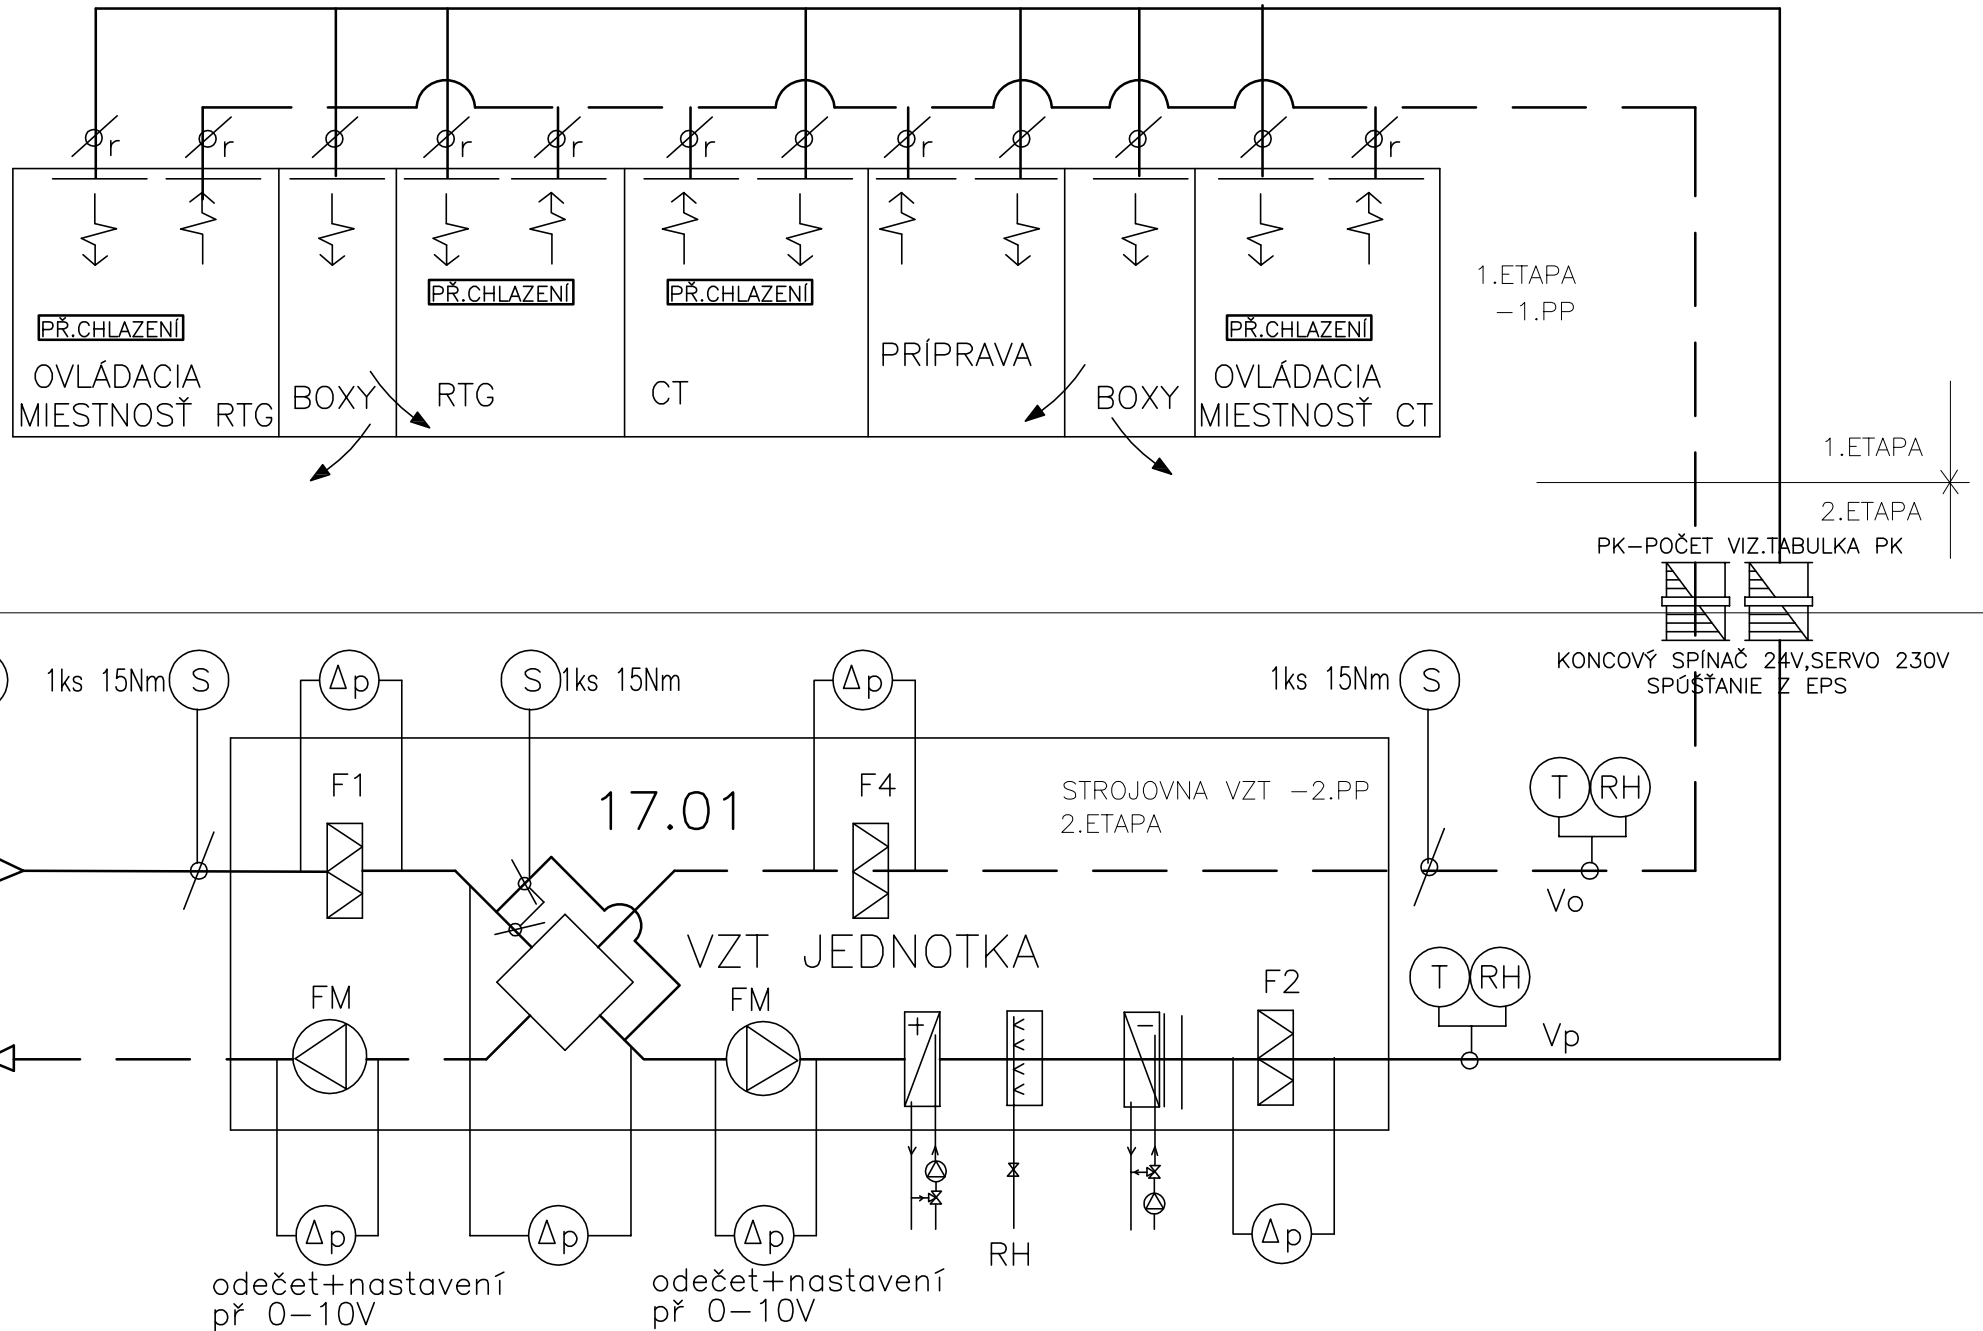 r
r
r
r
r
r
r
PŘ.CHLAZENÍ
PŘ.CHLAZENÍ
PŘ.CHLAZENÍ
PŘ.CHLAZENÍ
OVLÁDACIA
MIESTNOSŤ RTG
BOXY
RTG
CT
PRÍPRAVA
BOXY
OVLÁDACIA
MIESTNOSŤ CT
1.ETAPA
-1.PP
1.ETAPA
2.ETAPA
PK-POČET VIZ.TABULKA PK
KONCOVÝ SPÍNAČ 24V,SERVO 230V
SPÚŠŤANIE Z EPS
1ks 15Nm
S
Δp
S
1ks 15Nm
Δp
1ks 15Nm
S
F1
17.01
F4
STROJOVNA VZT -2.PP
2.ETAPA
T
RH
Vo
VZT JEDNOTKA
FM
FM
F2
T
RH
Vp
+
-
Δp
Δp
Δp
RH
Δp
odečet+nastavení
př 0-10V
odečet+nastavení
př 0-10V